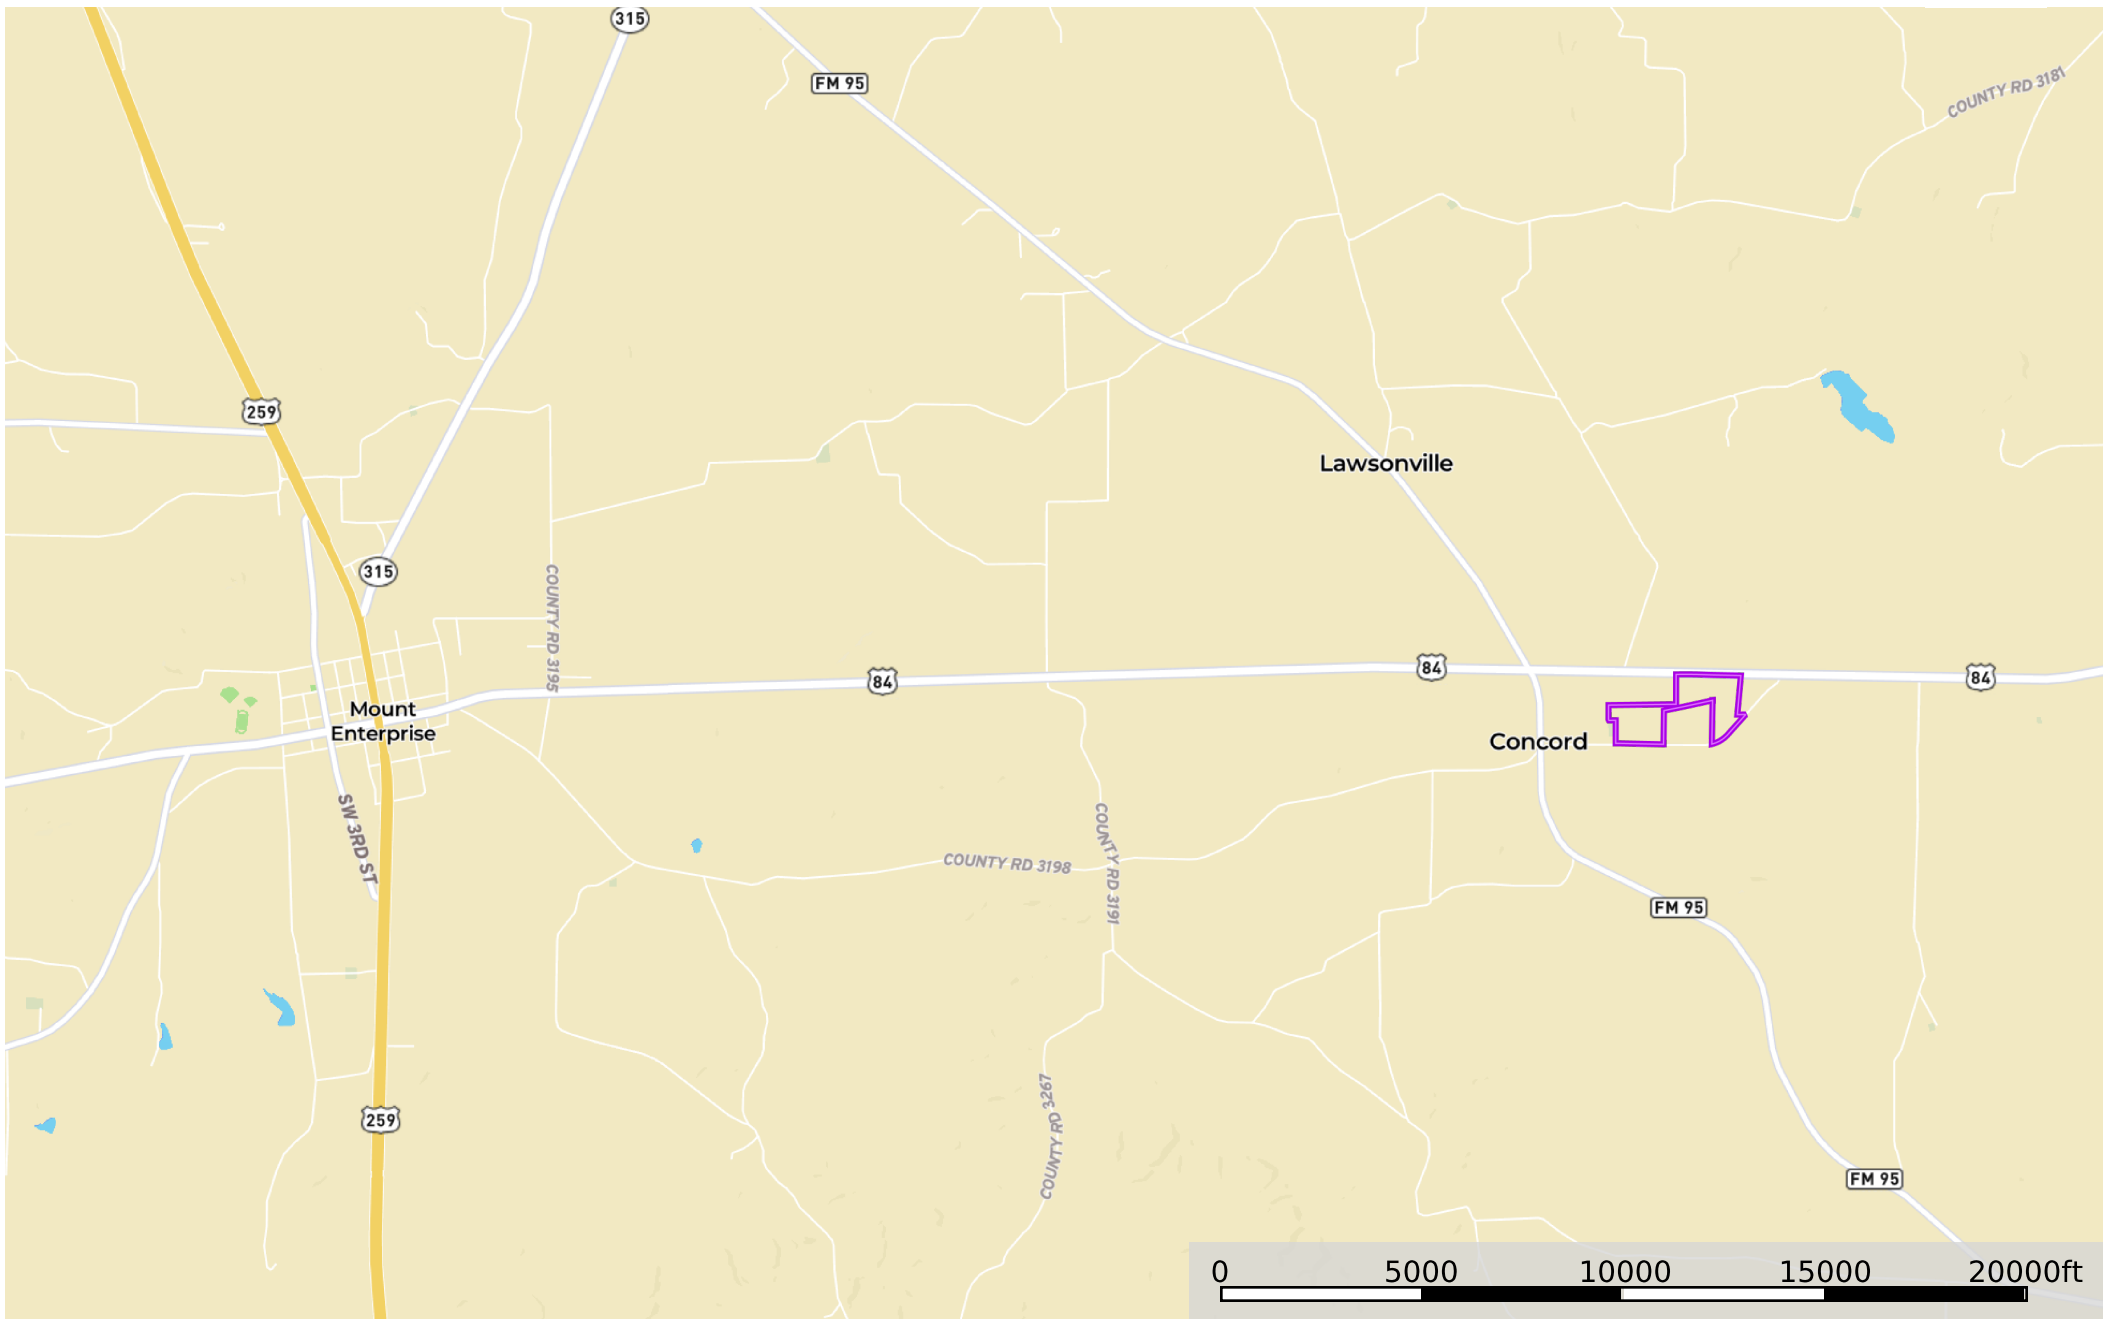 315
FM 95
COUNTY RD 3181
259
Lawsonville
315
COUNTY RD 3195
84
84
84
Mount
Enterprise
Concord
SW 3RD ST
COUNTY RD 3198
COUNTY RD 3191
FM 95
259
COUNTY RD 3267
FM 95
0 5000 10000 15000 20000ft